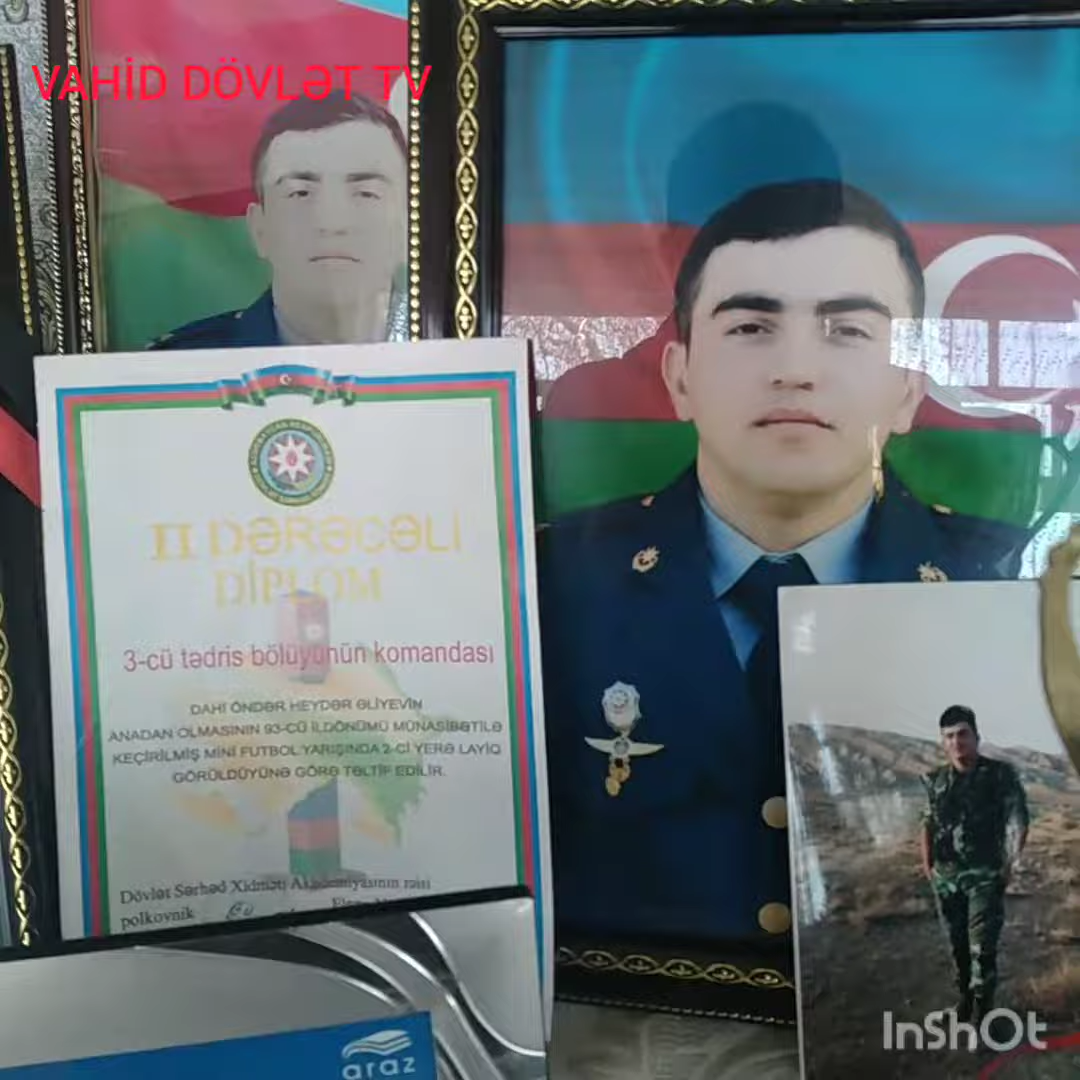 VAHİD DÖVLƏT TV
II DƏRƏCƏLİ
DİPLOM
3-cü tədris bölüyünün komandası
DAHİ ÖNDƏR HEYDƏR ƏLİYEVİN
ANADAN OLMASININ 93-CÜ İLDÖNÜMÜ MÜNASİBƏTİLƏ
KEÇİRİLMİŞ MİNİ FUTBOL YARIŞINDA 2-Cİ YERƏ LAYİQ
GÖRÜLDÜYÜNƏ GÖRƏ TƏLTİF EDİLİR.
Dövlət Sərhəd Xidməti Akademiyasının rəisi
polkovnik
araz
InShOt